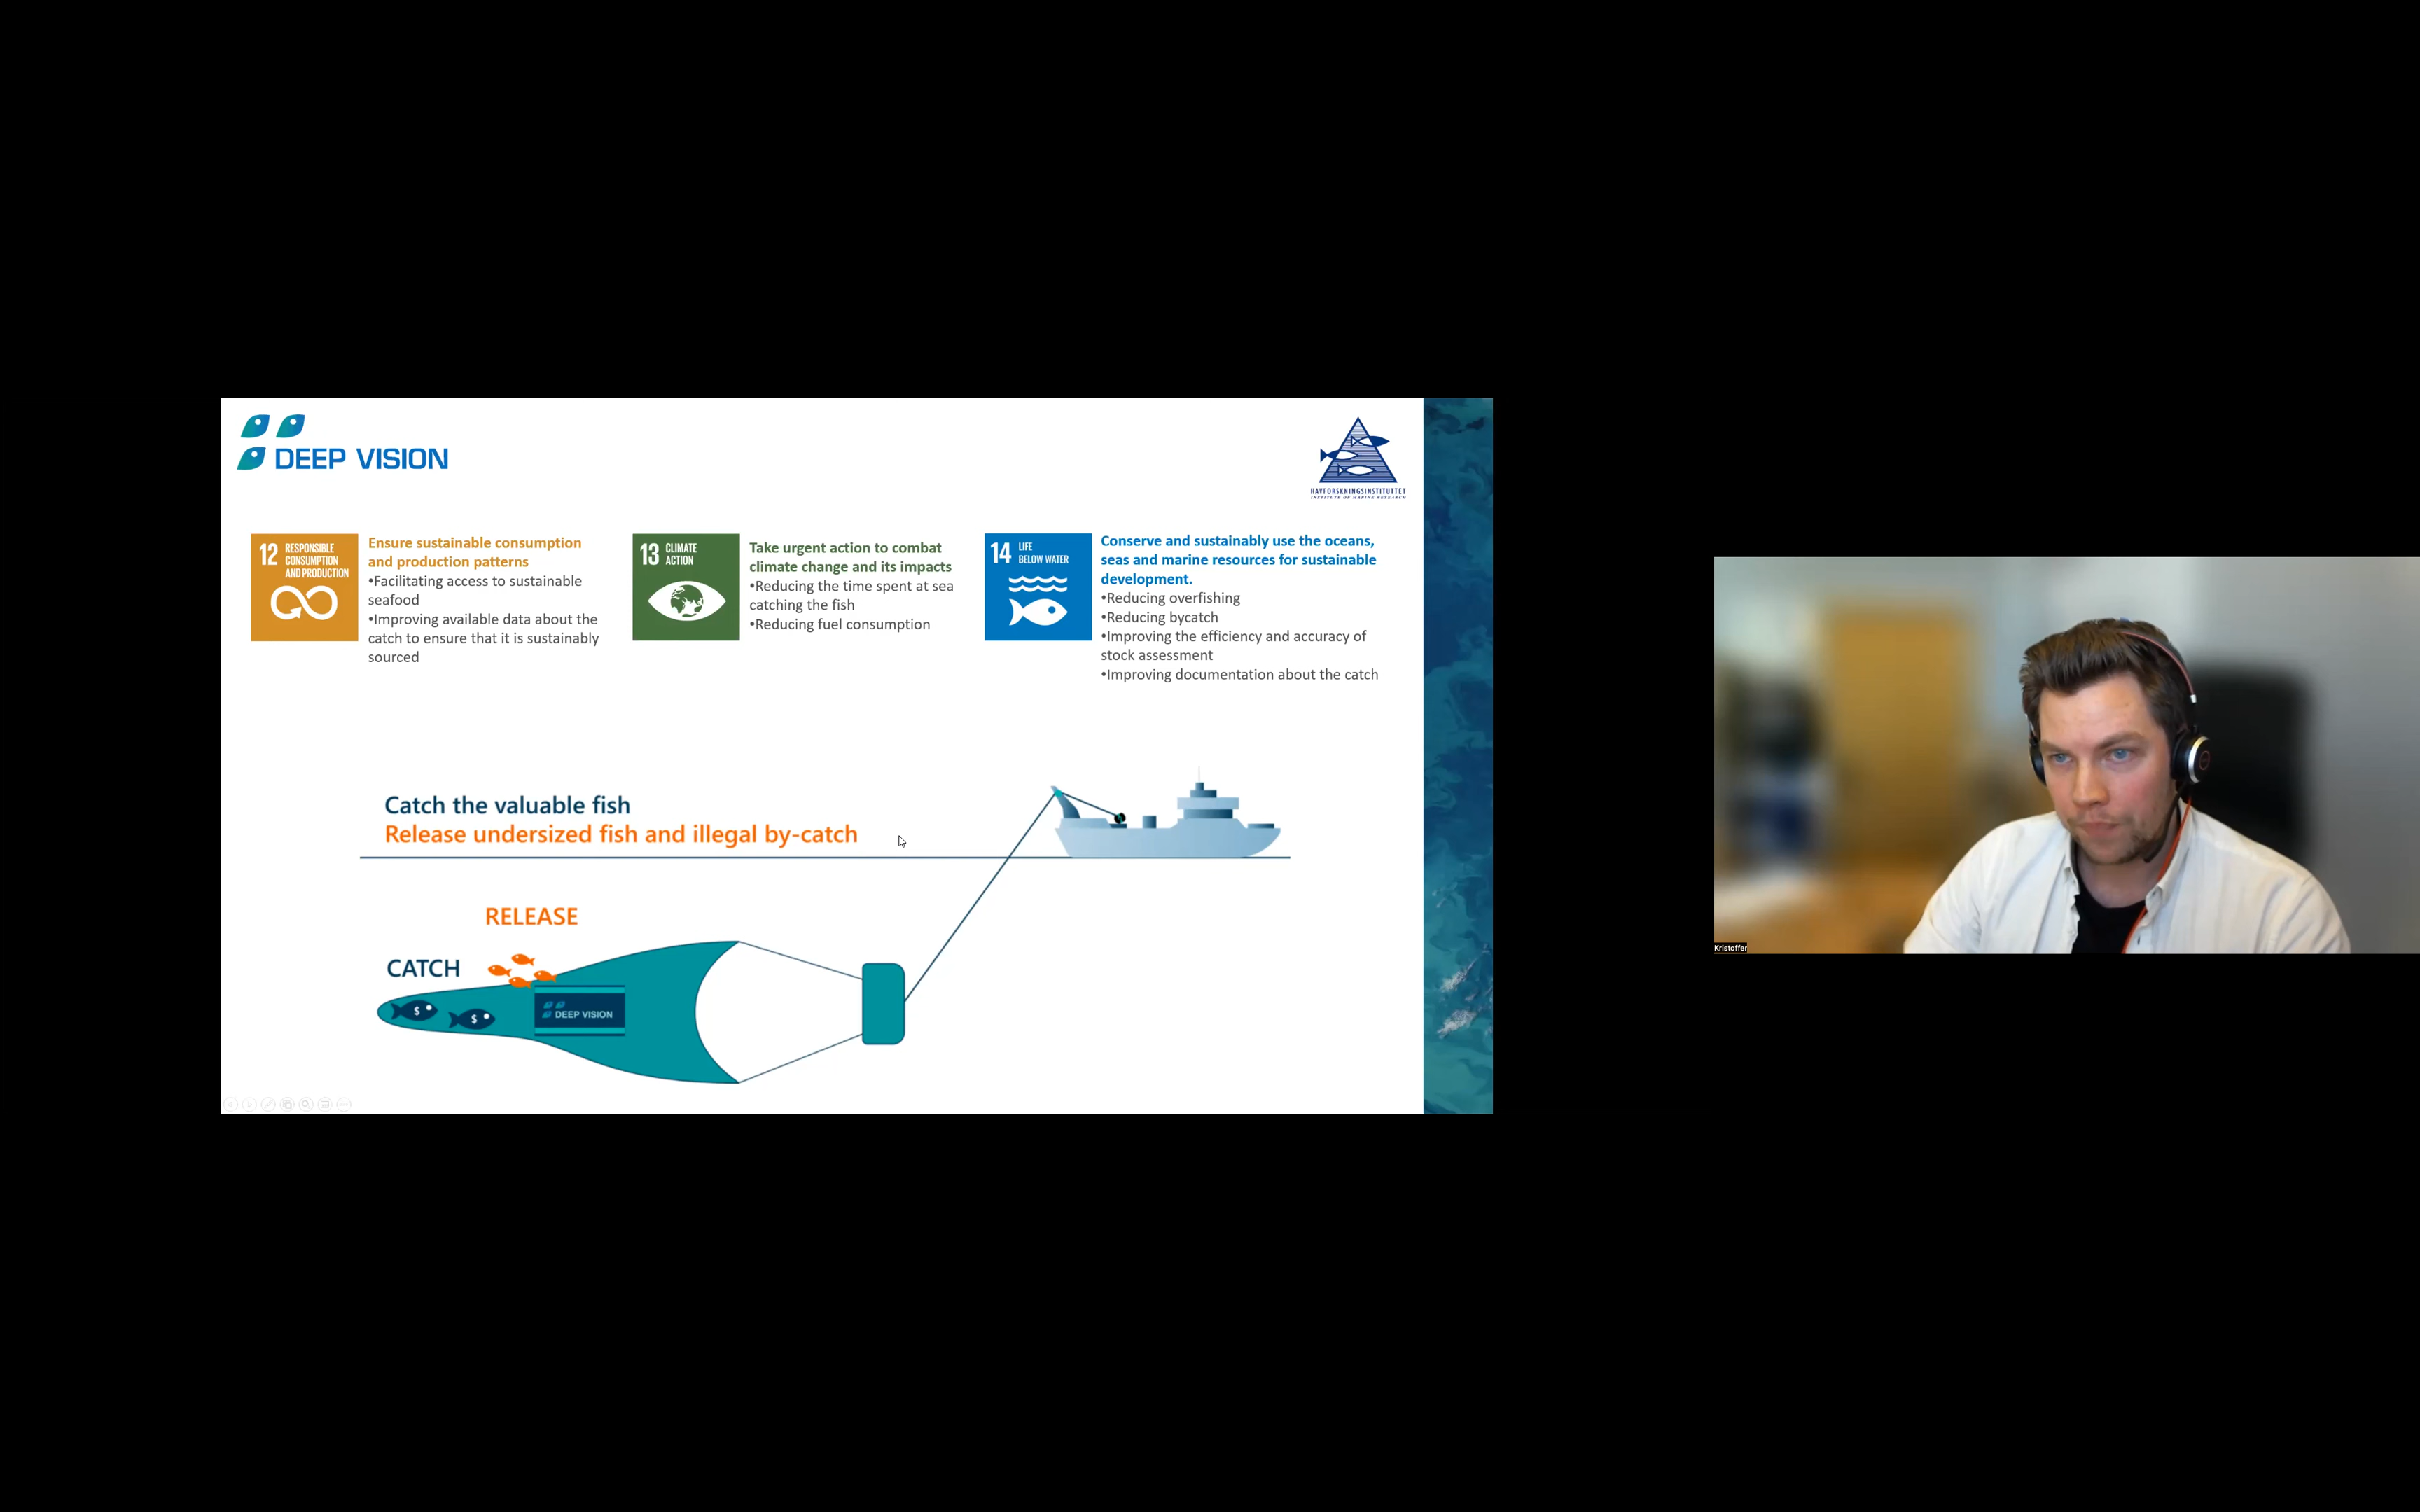 DEEP VISION
HAVFORSKNINGSINSTITUTTET
INSTITUTE OF MARINE RESEARCH
12 RESPONSIBLE
CONSUMPTION
AND PRODUCTION
Ensure sustainable consumption
and production patterns
•Facilitating access to sustainable
seafood
•Improving available data about the
catch to ensure that it is sustainably
sourced
13 CLIMATE
ACTION
Take urgent action to combat
climate change and its impacts
•Reducing the time spent at sea
catching the fish
•Reducing fuel consumption
14 LIFE
BELOW WATER
Conserve and sustainably use the oceans,
seas and marine resources for sustainable
development.
•Reducing overfishing
•Reducing bycatch
•Improving the efficiency and accuracy of
stock assessment
•Improving documentation about the catch
Catch the valuable fish
Release undersized fish and illegal by-catch
RELEASE
CATCH
$ $
DEEP VISION
Kristoffer